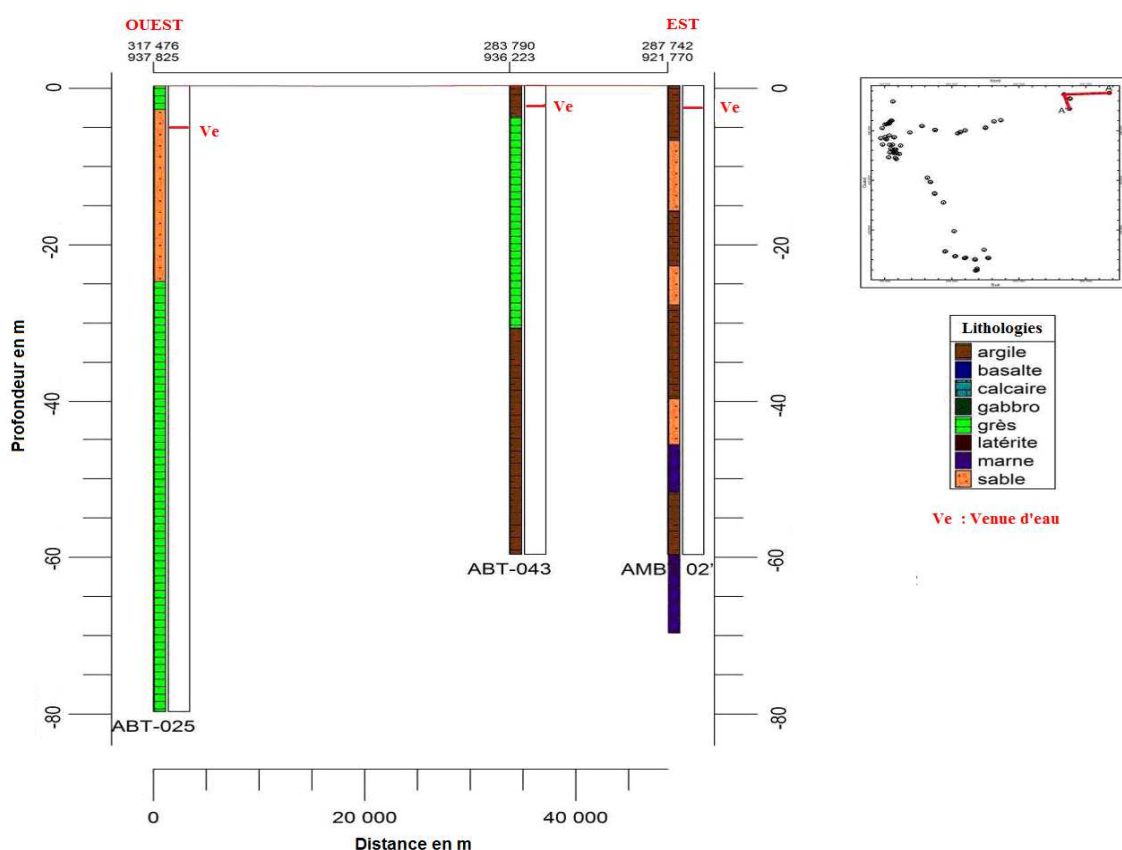 OUEST
317 476
937 825
283 790
936 223
EST
287 742
921 770
0
-20
-40
-60
-80
Profondeur en m
Ve
Ve
Ve
0
-20
-40
-60
-80
ABT-025
ABT-043
AMBT 02'
0
20 000
40 000
Distance en m
A
A'
Lithologies
argile
basalte
calcaire
gabbro
grès
latérite
marne
sable
Ve : Venue d'eau